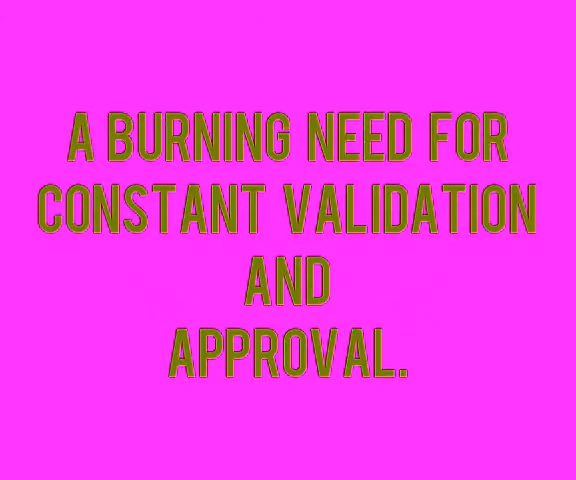 A BURNING NEED FOR
CONSTANT VALIDATION
AND
APPROVAL.